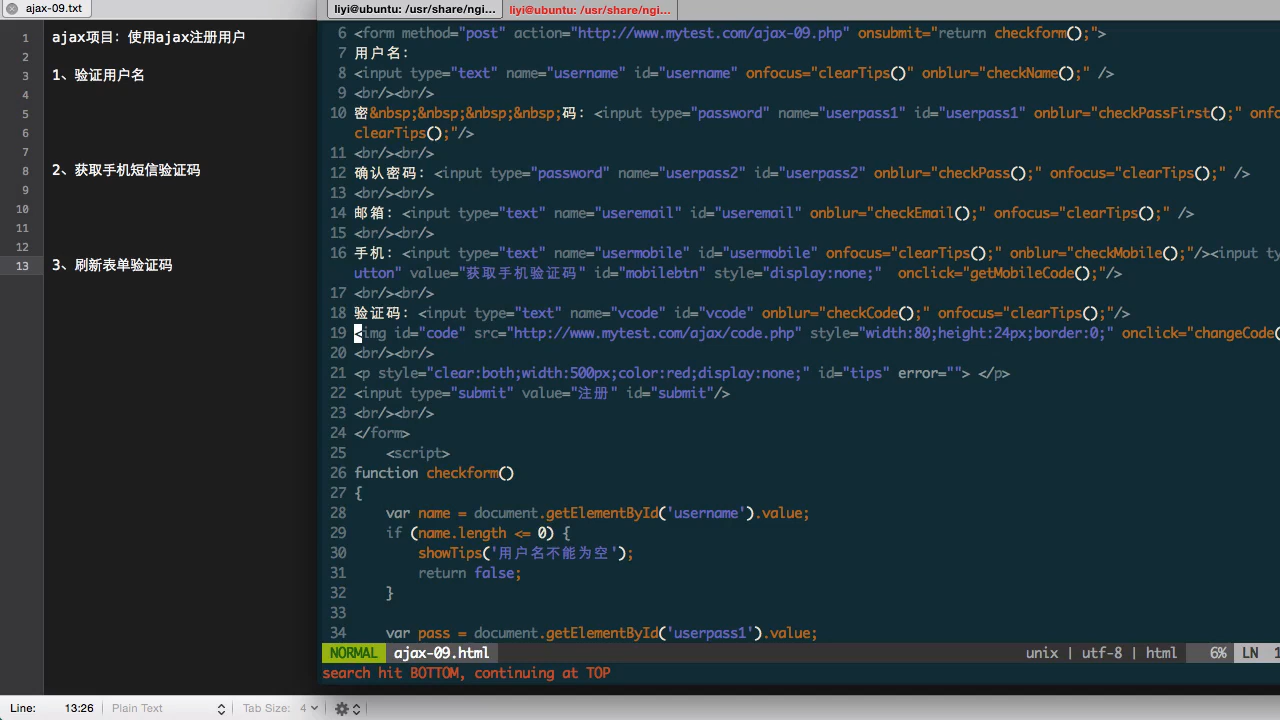 ajax-09.txt
1 ajax项目：使用ajax注册用户
2
3 1、验证用户名
4
5
6
7
8 2、获取手机短信验证码
9
10
11
12
13 3、刷新表单验证码
Line: 13:26 Plain Text Tab Size: 4
liyi@ubuntu: /usr/share/ngi... liyi@ubuntu: /usr/share/ngi...
6 <form method="post" action="http://www.mytest.com/ajax-09.php" onsubmit="return checkform();">
7 用户名：
8 <input type="text" name="username" id="username" onfocus="clearTips()" onblur="checkName();" />
9 <br/><br/>
10 密&nbsp;&nbsp;&nbsp;&nbsp;码：<input type="password" name="userpass1" id="userpass1" onblur="checkPassFirst();" onfo
clearTips();"/>
11 <br/><br/>
12 确认密码：<input type="password" name="userpass2" id="userpass2" onblur="checkPass();" onfocus="clearTips();" />
13 <br/><br/>
14 邮箱：<input type="text" name="useremail" id="useremail" onblur="checkEmail();" onfocus="clearTips();" />
15 <br/><br/>
16 手机：<input type="text" name="usermobile" id="usermobile" onfocus="clearTips();" onblur="checkMobile();"/><input ty
utton" value="获取手机验证码" id="mobilebtn" style="display:none;" onclick="getMobileCode();"/>
17 <br/><br/>
18 验证码：<input type="text" name="vcode" id="vcode" onblur="checkCode();" onfocus="clearTips();"/>
19 <img id="code" src="http://www.mytest.com/ajax/code.php" style="width:80;height:24px;border:0;" onclick="changeCode(
20 <br/><br/>
21 <p style="clear:both;width:500px;color:red;display:none;" id="tips" error=""> </p>
22 <input type="submit" value="注册" id="submit"/>
23 <br/><br/>
24 </form>
25 <script>
26 function checkform()
27 {
28 var name = document.getElementById('username').value;
29 if (name.length <= 0) {
30 showTips('用户名不能为空');
31 return false;
32 }
33
34 var pass = document.getElementById('userpass1').value;
NORMAL ajax-09.html unix | utf-8 | html 6% LN 1
search hit BOTTOM, continuing at TOP